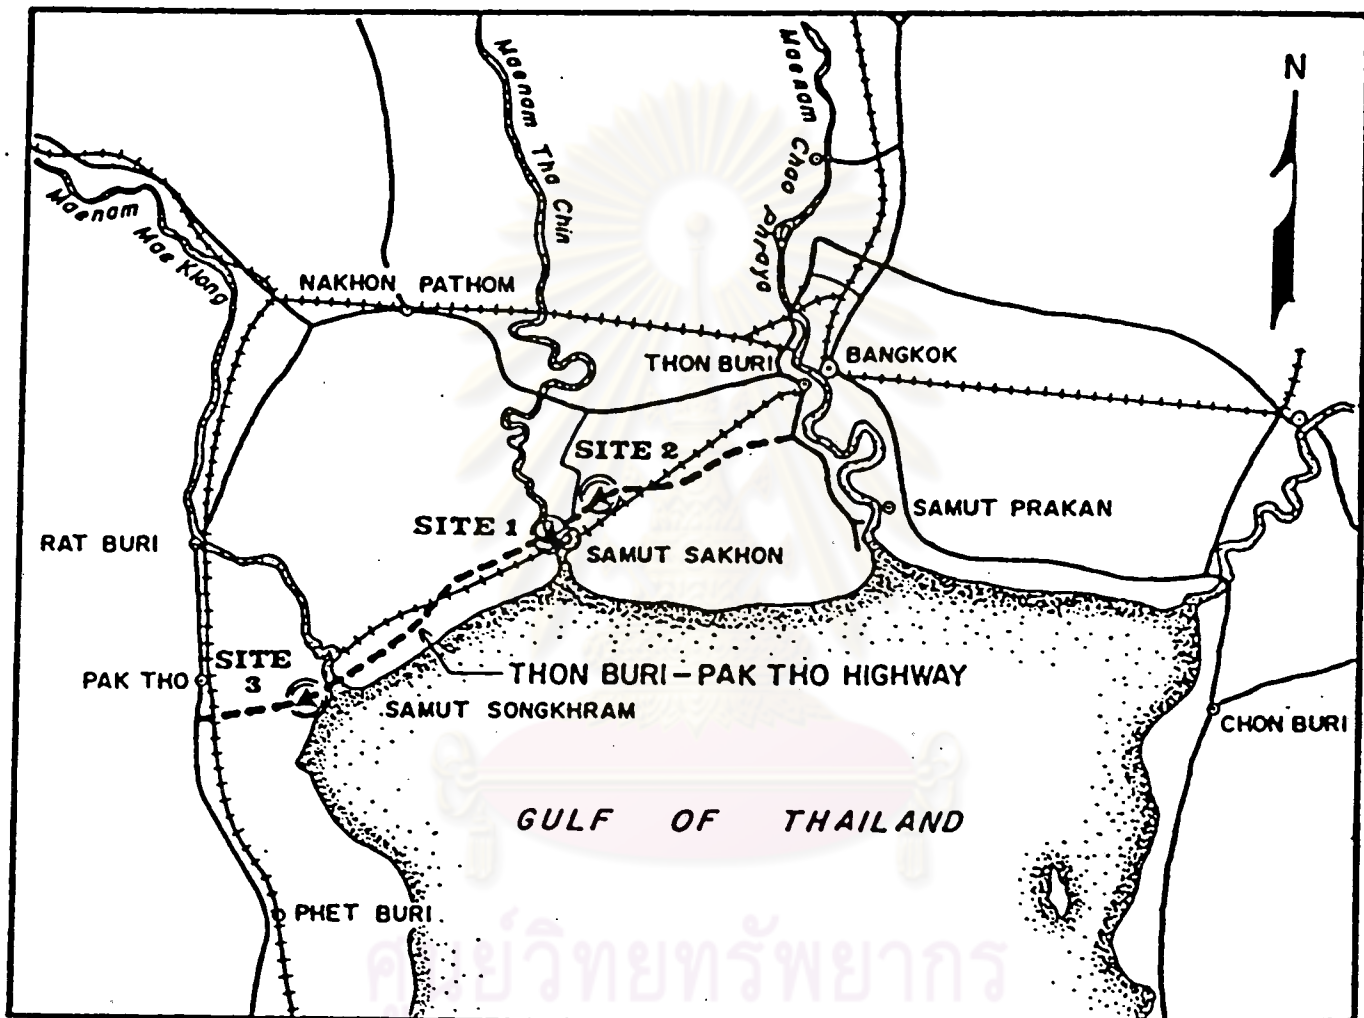 N
Maenam Tha Chin
Maenam Chao Phraya
Maenam Mae Klong
NAKHON PATHOM
THON BURI
BANGKOK
SITE 2
SITE 1
SAMUT PRAKAN
RAT BURI
SAMUT SAKHON
SITE
3
PAK THO
THON BURI-PAK THO HIGHWAY
SAMUT SONGKHRAM
CHON BURI
GULF OF THAILAND
PHET BURI
ศูนย์วิทยทรัพยากร